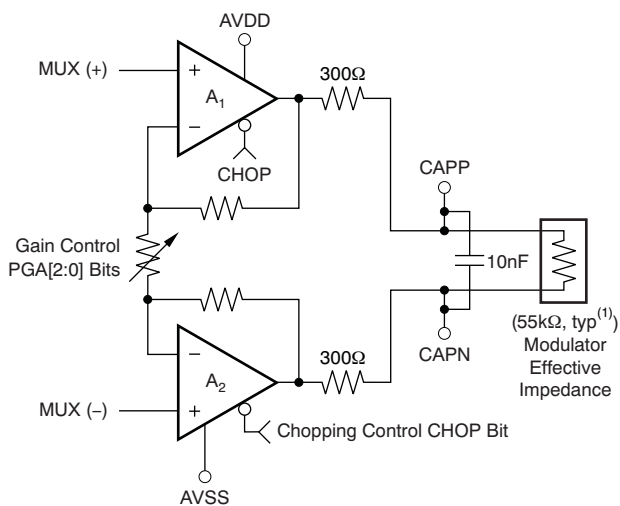 AVDD
MUX (+)
+
A1
−
300Ω
CHOP
CAPP
Gain Control
PGA[2:0] Bits
10nF
(55kΩ, typ(1))
Modulator
Effective
Impedance
CAPN
−
A2
+
300Ω
MUX (−)
Chopping Control CHOP Bit
AVSS